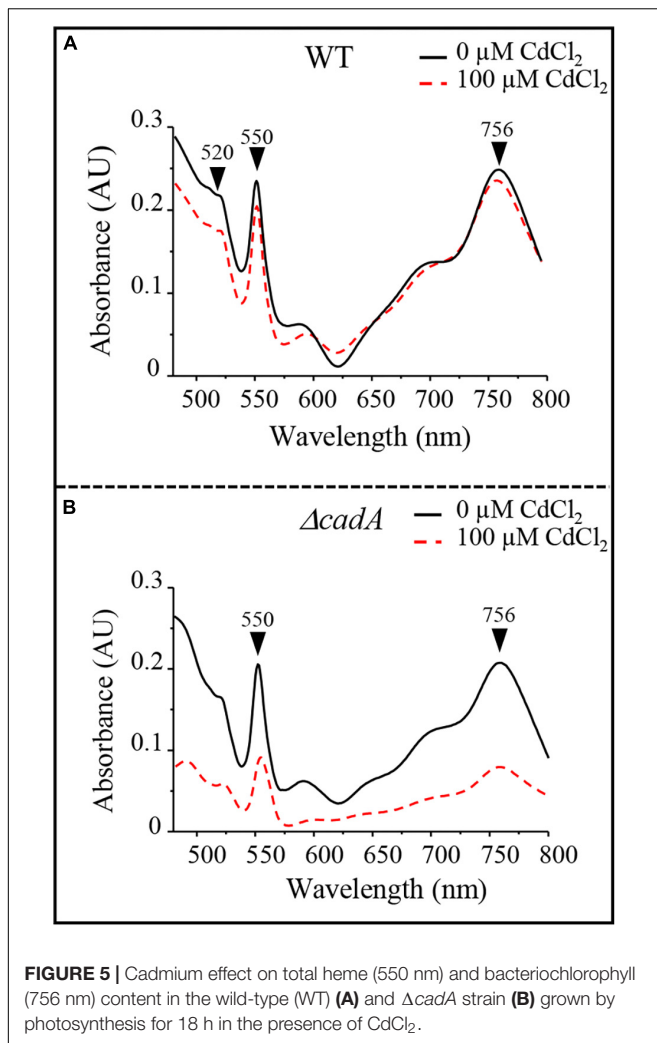 A
WT
0 µM CdCl₂
100 µM CdCl₂
520
550
756
0.3
0.2
0.1
0
Absorbance (AU)
500 550 600 650 700 750 800
Wavelength (nm)
B
ΔcadA
0 µM CdCl₂
100 µM CdCl₂
550
756
0.3
0.2
0.1
0
Absorbance (AU)
500 550 600 650 700 750 800
Wavelength (nm)
FIGURE 5 | Cadmium effect on total heme (550 nm) and bacteriochlorophyll
(756 nm) content in the wild-type (WT) (A) and ΔcadA strain (B) grown by
photosynthesis for 18 h in the presence of CdCl₂.